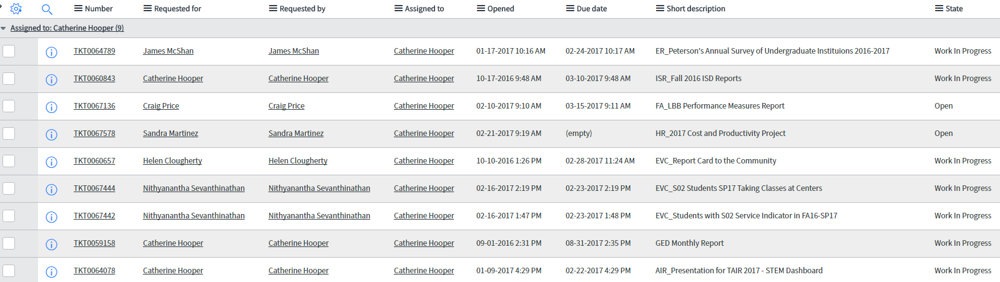 Number Requested for Requested by Assigned to Opened Due date Short description State
Assigned to: Catherine Hooper (9)
TKT0064789 James McShan James McShan Catherine Hooper 01-17-2017 10:16 AM 02-24-2017 10:17 AM ER_Peterson's Annual Survey of Undergraduate Instituions 2016-2017 Work In Progress
TKT0060843 Catherine Hooper Catherine Hooper Catherine Hooper 10-17-2016 9:48 AM 03-10-2017 9:48 AM ISR_Fall 2016 ISD Reports Work In Progress
TKT0067136 Craig Price Craig Price Catherine Hooper 02-10-2017 9:10 AM 03-15-2017 9:11 AM FA_LBB Performance Measures Report Open
TKT0067578 Sandra Martinez Sandra Martinez Catherine Hooper 02-21-2017 9:19 AM (empty) HR_2017 Cost and Productivity Project Open
TKT0060657 Helen Clougherty Helen Clougherty Catherine Hooper 10-10-2016 1:26 PM 02-28-2017 11:24 AM EVC_Report Card to the Community Work In Progress
TKT0067444 Nithyanantha Sevanthinathan Nithyanantha Sevanthinathan Catherine Hooper 02-16-2017 2:19 PM 02-23-2017 2:19 PM EVC_S02 Students SP17 Taking Classes at Centers Work In Progress
TKT0067442 Nithyanantha Sevanthinathan Nithyanantha Sevanthinathan Catherine Hooper 02-16-2017 1:47 PM 02-23-2017 1:48 PM EVC_Students with S02 Service Indicator in FA16-SP17 Work In Progress
TKT0059158 Catherine Hooper Catherine Hooper Catherine Hooper 09-01-2016 2:31 PM 08-31-2017 2:35 PM GED Monthly Report Work In Progress
TKT0064078 Catherine Hooper Catherine Hooper Catherine Hooper 01-09-2017 4:29 PM 02-22-2017 4:29 PM AIR_Presentation for TAIR 2017 - STEM Dashboard Work In Progress